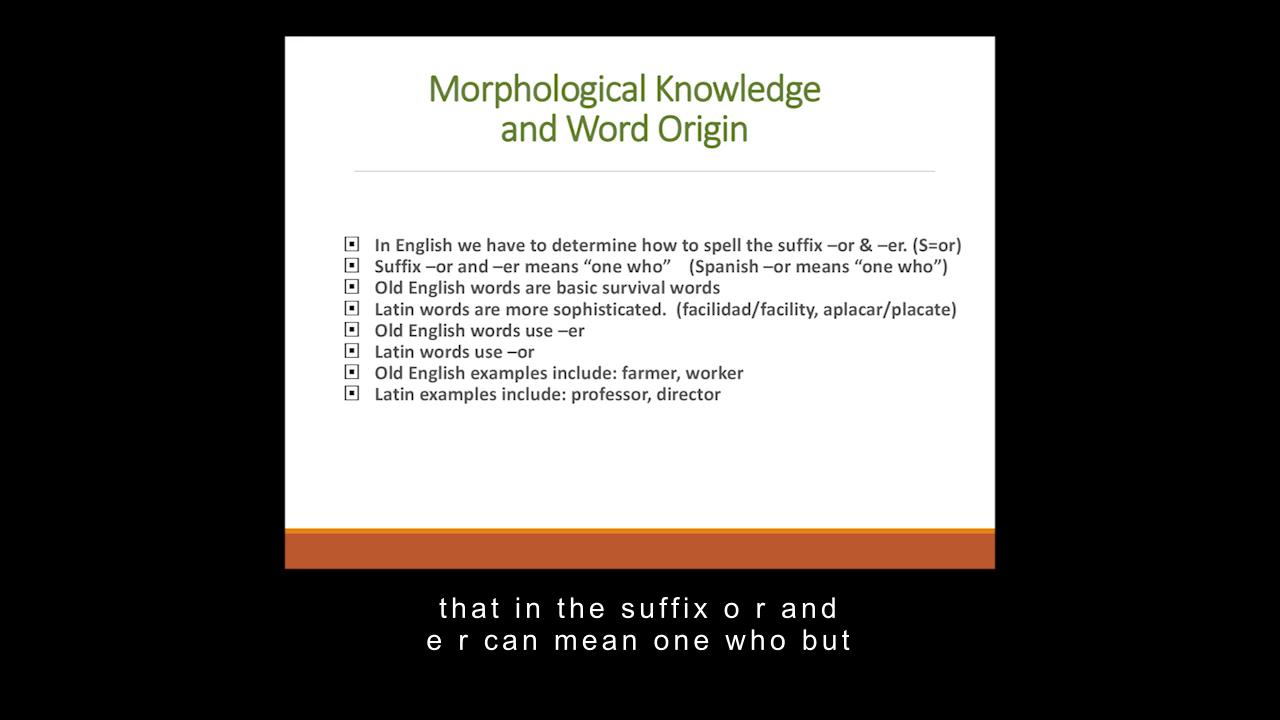 Morphological Knowledge
and Word Origin
In English we have to determine how to spell the suffix –or & –er. (S=or)
Suffix –or and –er means “one who” (Spanish –or means “one who”)
Old English words are basic survival words
Latin words are more sophisticated. (facilidad/facility, aplacar/placate)
Old English words use –er
Latin words use –or
Old English examples include: farmer, worker
Latin examples include: professor, director
that in the suffix o r and
e r can mean one who but